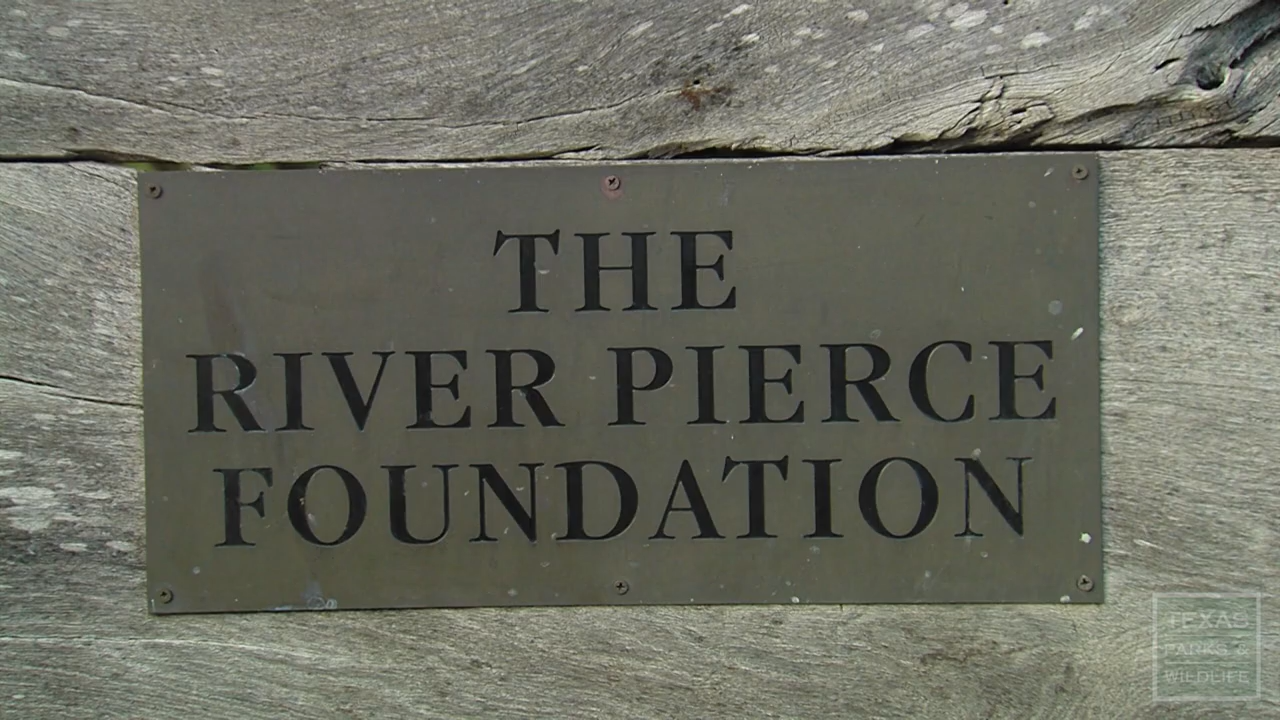 THE
RIVER PIERCE
FOUNDATION
TEXAS
PARKS &
WILDLIFE